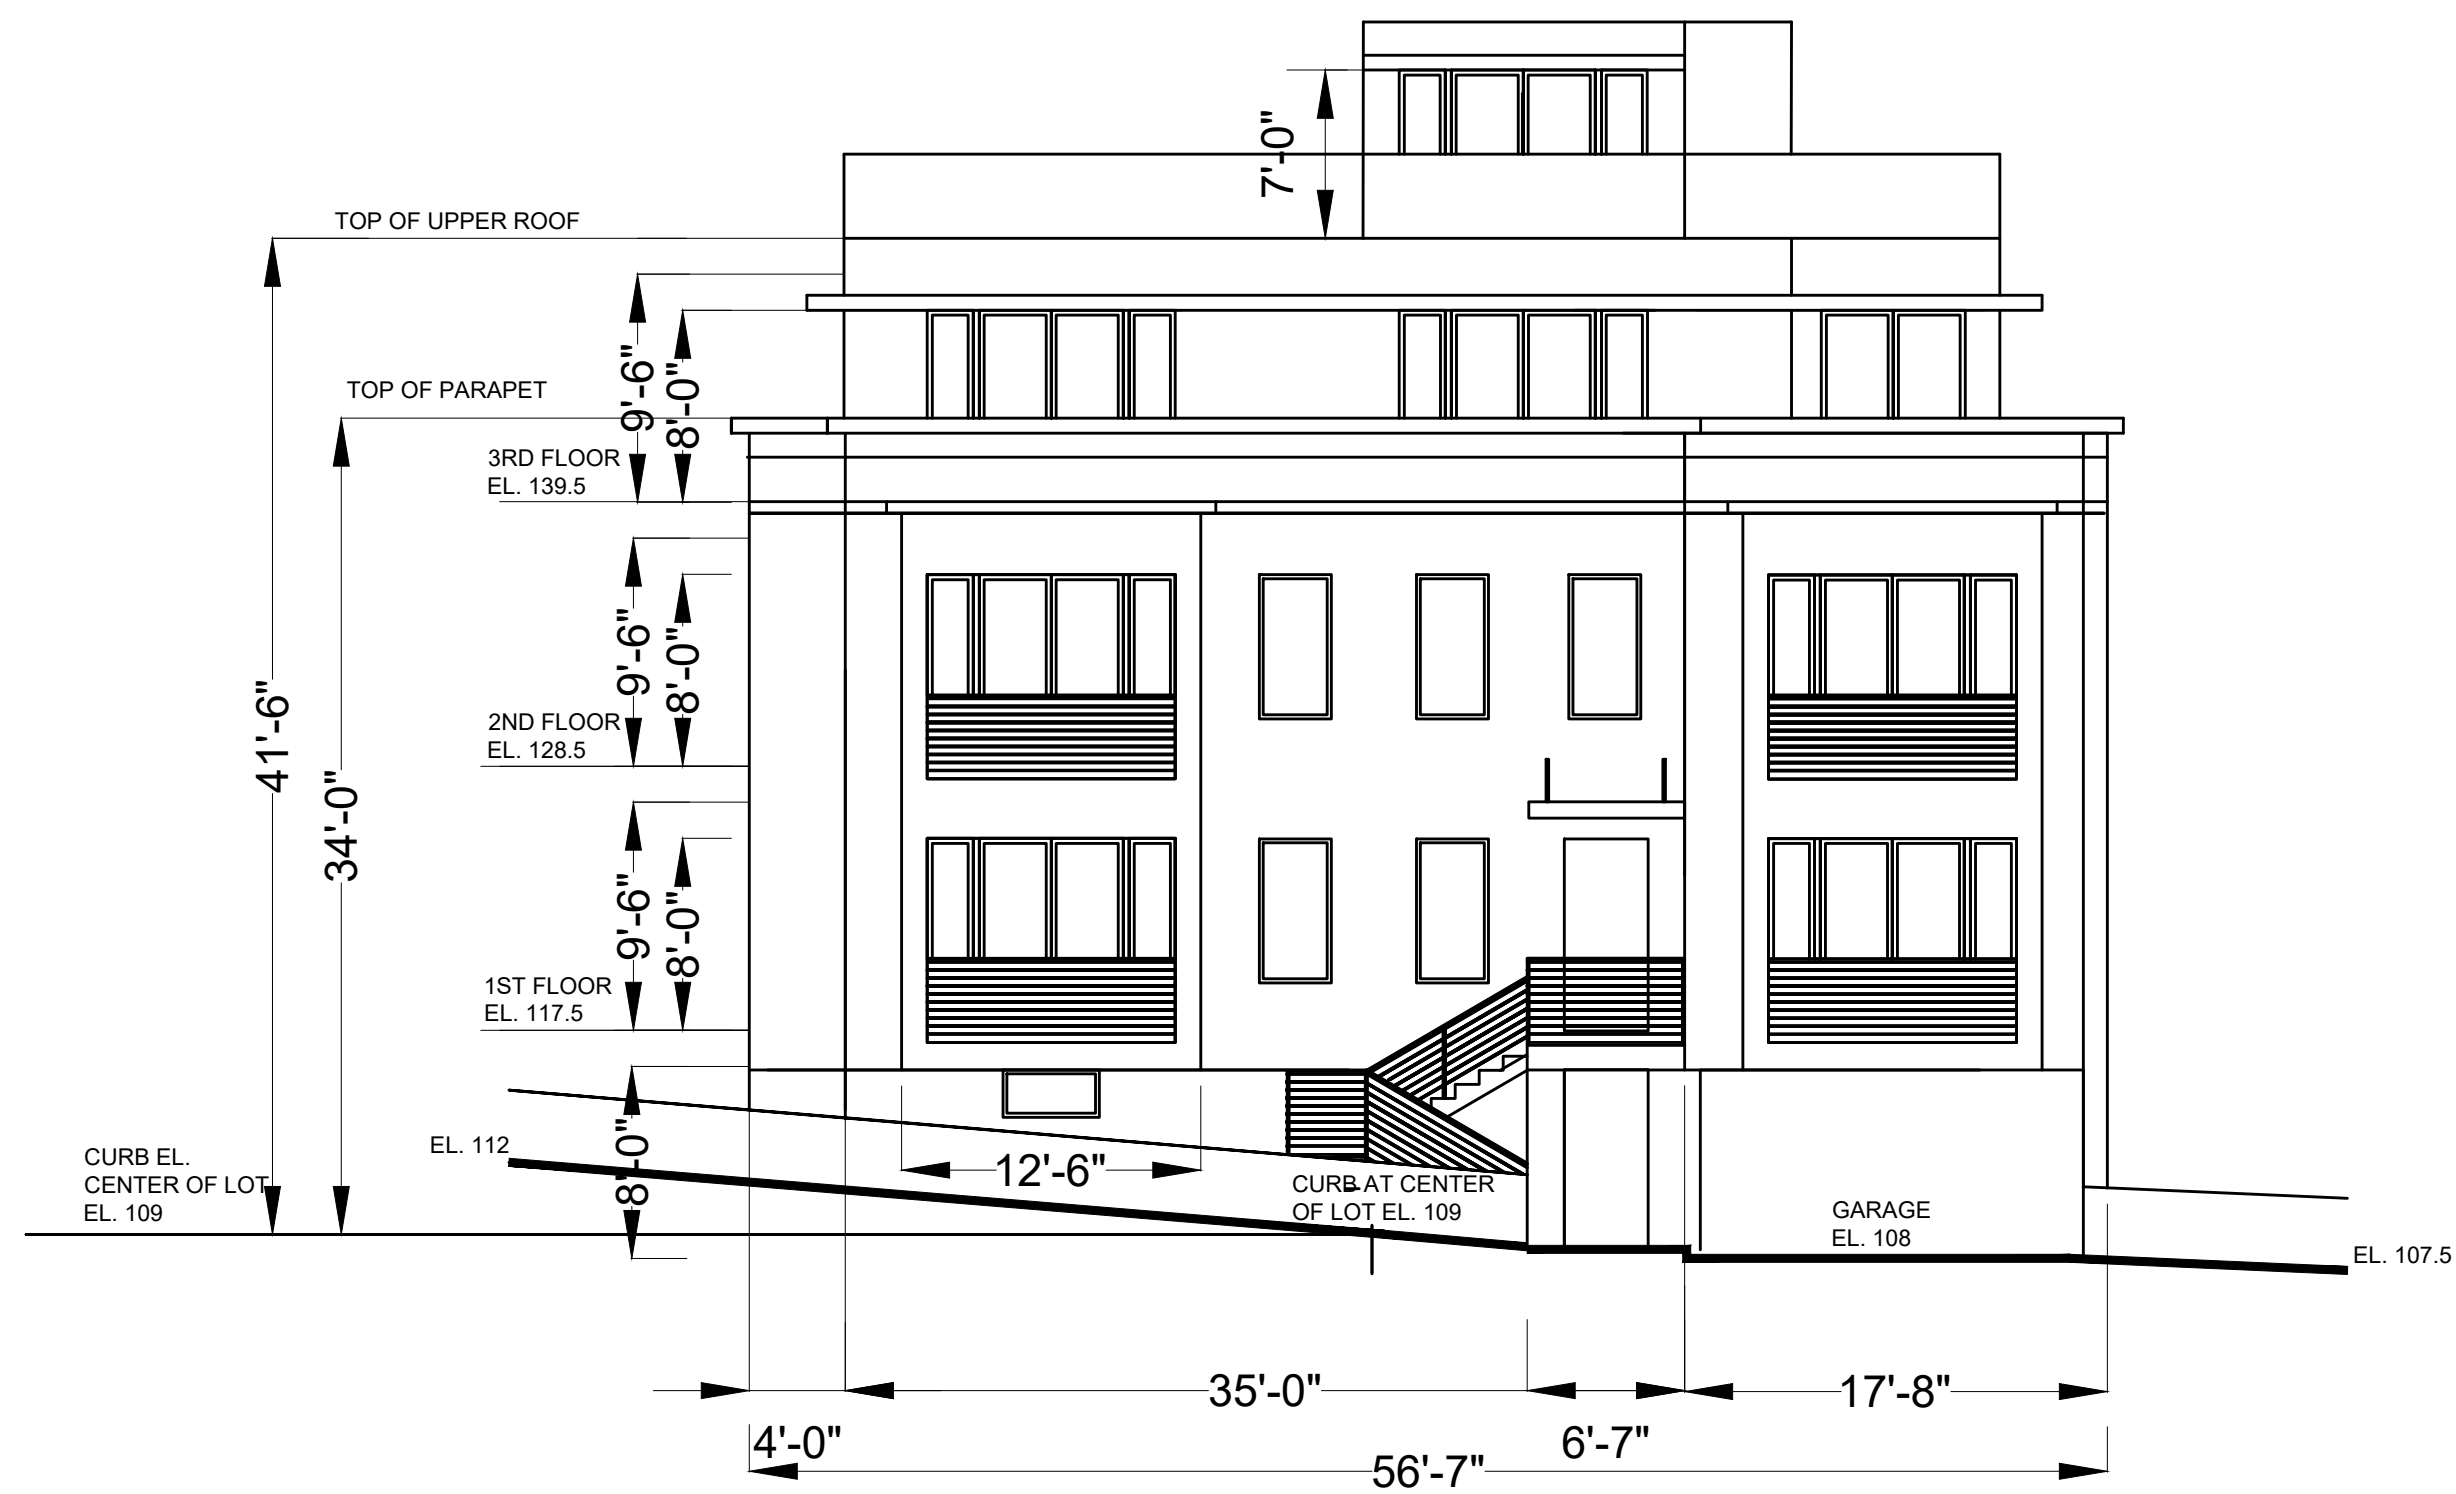 7'-0"
TOP OF UPPER ROOF
TOP OF PARAPET
9'-6"
8'-0"
3RD FLOOR
EL. 139.5
9'-6"
8'-0"
41'-6"
2ND FLOOR
EL. 128.5
34'-0"
9'-6"
8'-0"
1ST FLOOR
EL. 117.5
EL. 112
8'-0"
CURB EL.
CENTER OF LOT
EL. 109
12'-6"
CURB AT CENTER
OF LOT EL. 109
GARAGE
EL. 108
EL. 107.5
35'-0"
17'-8"
4'-0"
6'-7"
56'-7"